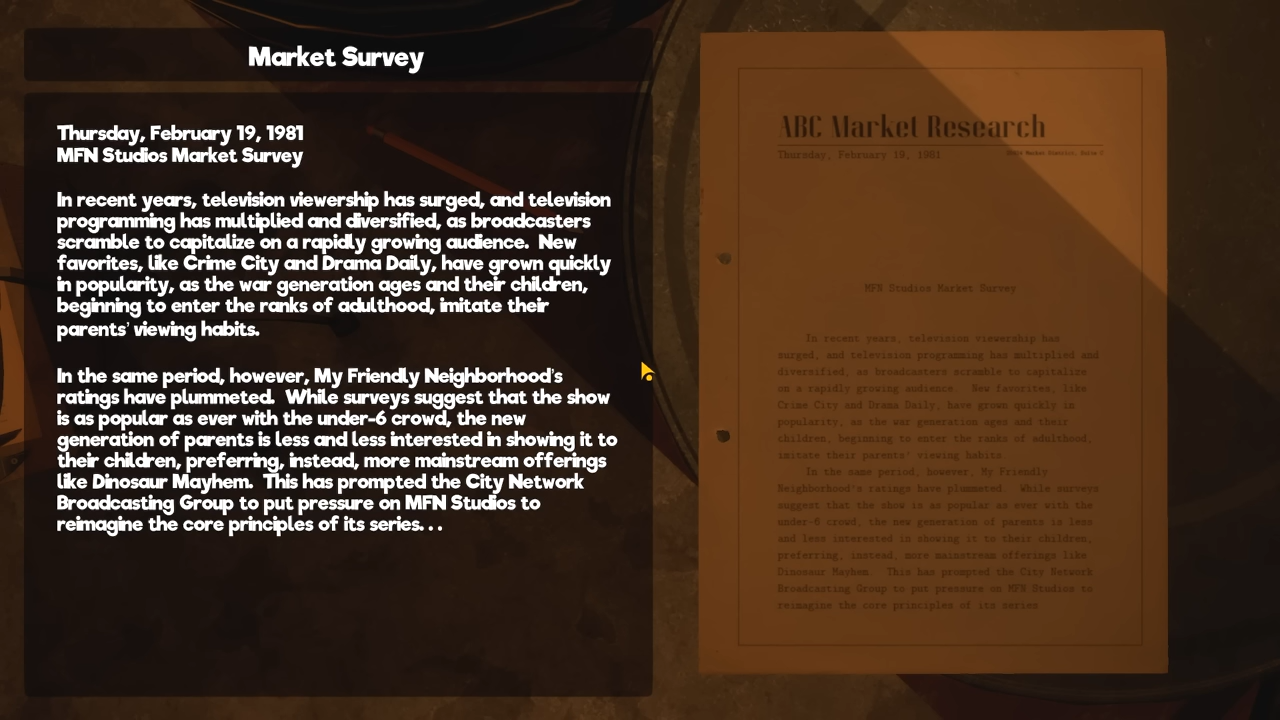 Market Survey
Thursday, February 19, 1981
MFN Studios Market Survey
In recent years, television viewership has surged, and television
programming has multiplied and diversified, as broadcasters
scramble to capitalize on a rapidly growing audience.  New
favorites, like Crime City and Drama Daily, have grown quickly
in popularity, as the war generation ages and their children,
beginning to enter the ranks of adulthood, imitate their
parents' viewing habits.
In the same period, however, My Friendly Neighborhood's
ratings have plummeted.  While surveys suggest that the show
is as popular as ever with the under-6 crowd, the new
generation of parents is less and less interested in showing it to
their children, preferring, instead, more mainstream offerings
like Dinosaur Mayhem.  This has prompted the City Network
Broadcasting Group to put pressure on MFN Studios to
reimagine the core principles of its series...
ABC Market Research
Thursday, February 19, 1981
Market District, Suite
MFN Studios Market Survey
In recent years, television viewership has
surged, and television programming has multiplied and
diversified, as broadcasters scramble to capitalize
on a rapidly growing audience.  New favorites, like
Crime City and Drama Daily, have grown quickly in
popularity, as the war generation ages and their
children, beginning to enter the ranks of adulthood,
imitate their parents' viewing habits
In the same period, however, My Friendly
Neighborhood's ratings have plummeted.  While surveys
suggest that the show is as popular as ever with the
under-6 crowd, the new generation of parents is less
and less interested in showing it to their children,
preferring, instead, more mainstream offerings like
Dinosaur Mayhem.  This has prompted the City Network
Broadcasting Group to put pressure on MFN Studios to
reimagine the core principles of its series